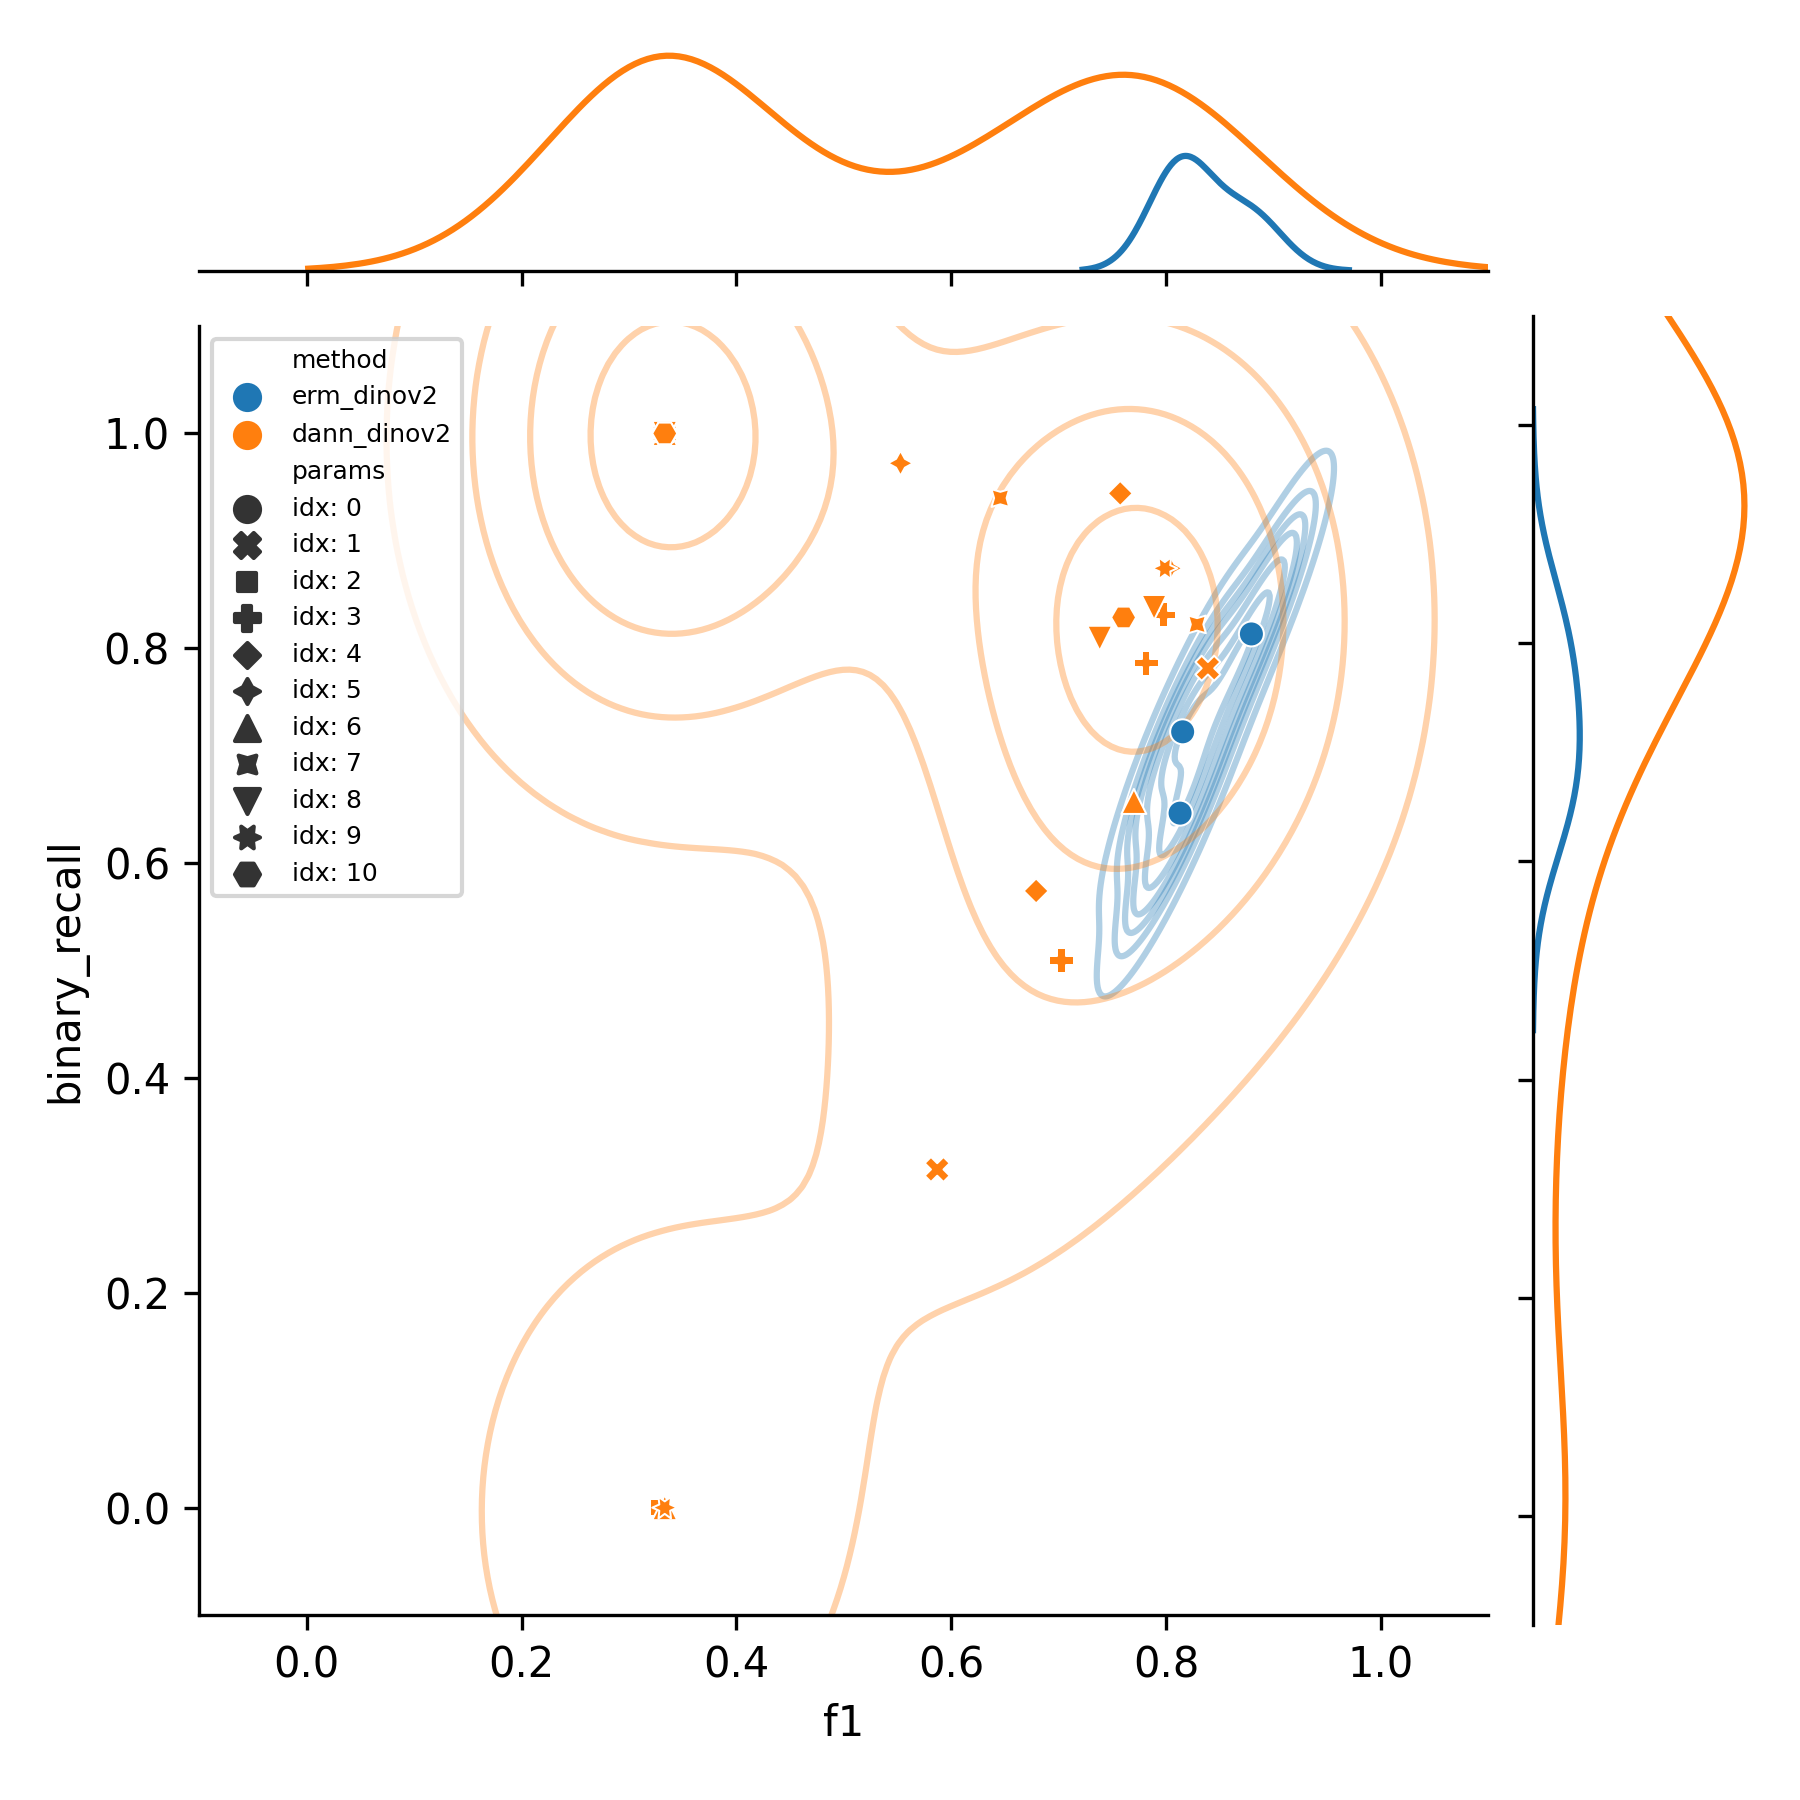 method
erm_dinov2
dann_dinov2
params
idx: 0
idx: 1
idx: 2
idx: 3
idx: 4
idx: 5
idx: 6
idx: 7
idx: 8
idx: 9
idx: 10
1.0
0.8
0.6
0.4
0.2
0.0
binary_recall
0.0 0.2 0.4 0.6 0.8 1.0
f1